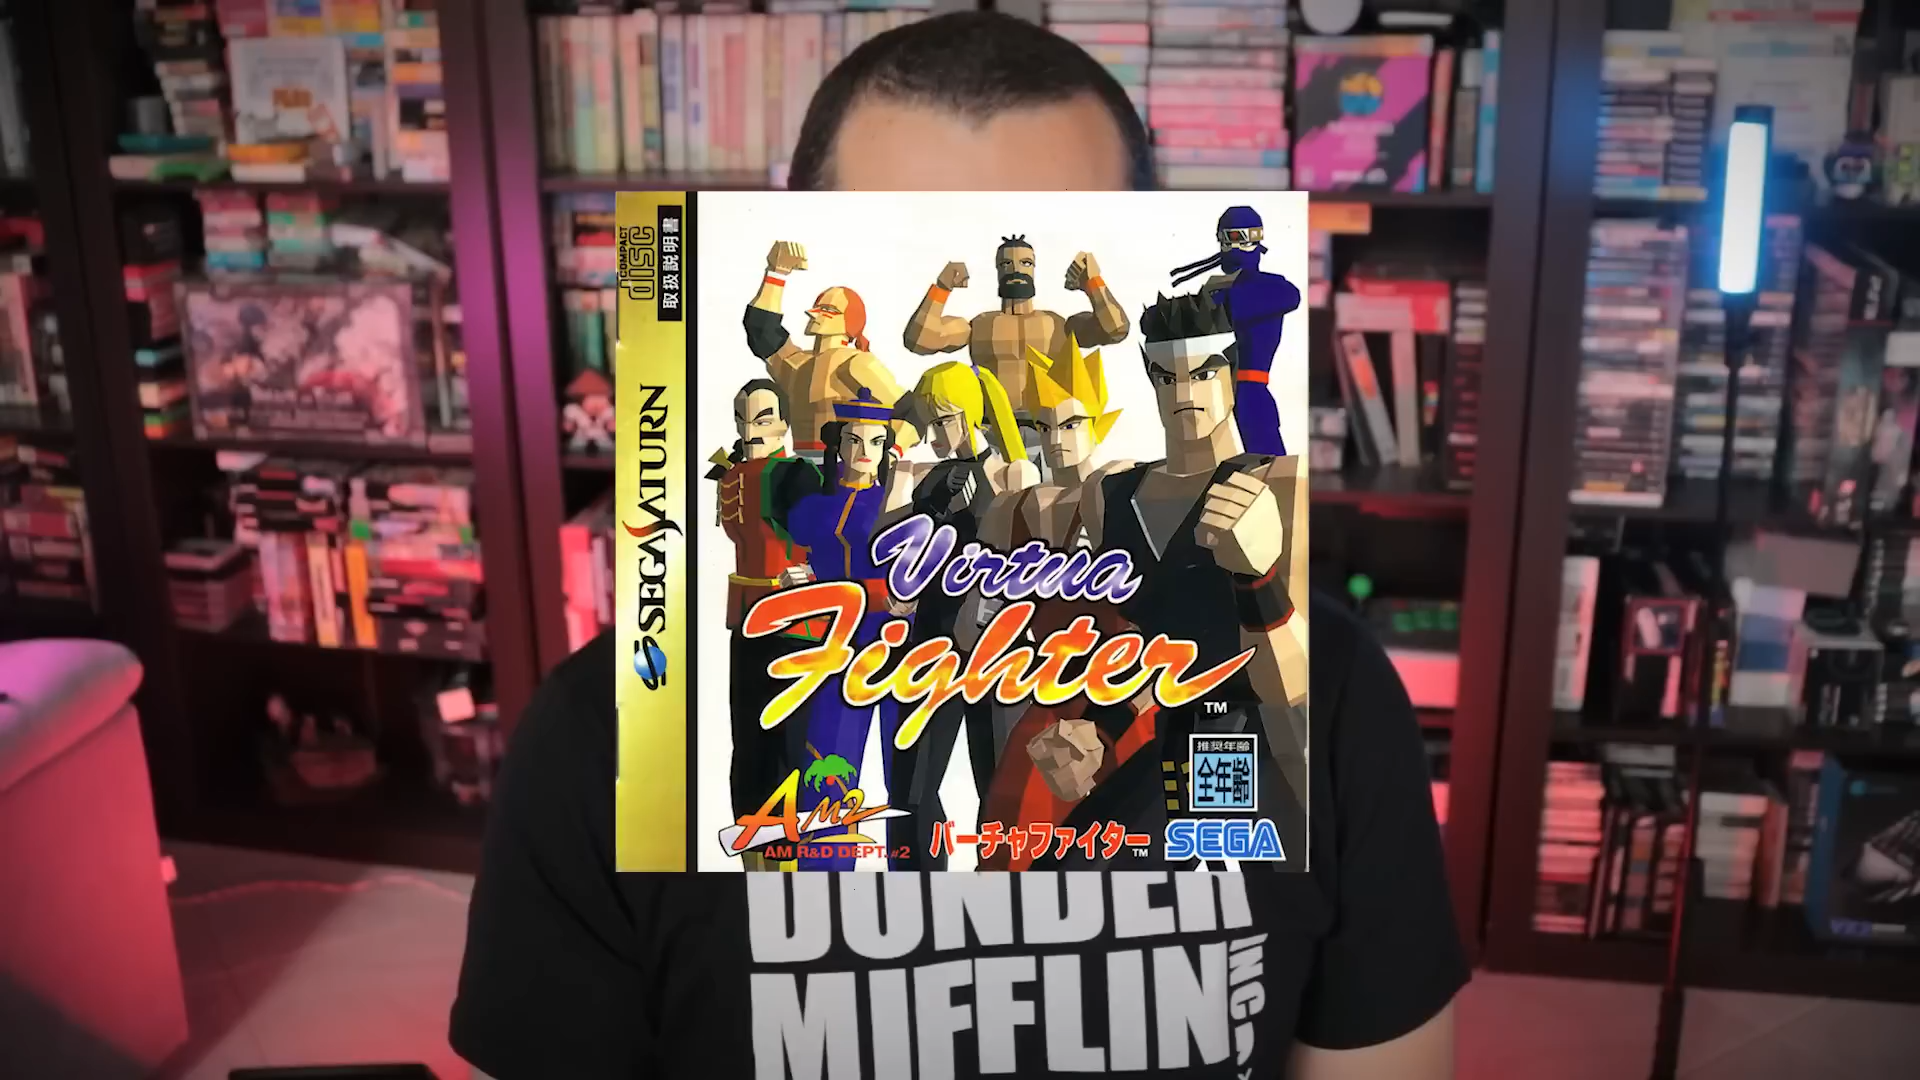 COMPACT
disc
取扱説明書
SEGA SATURN
Virtua
Fighter
TM
推奨年齢
全年齢
AM2
AM R&D DEPT. #2
バーチャファイター TM
SEGA
DUNDER
MIFFLIN
INC.